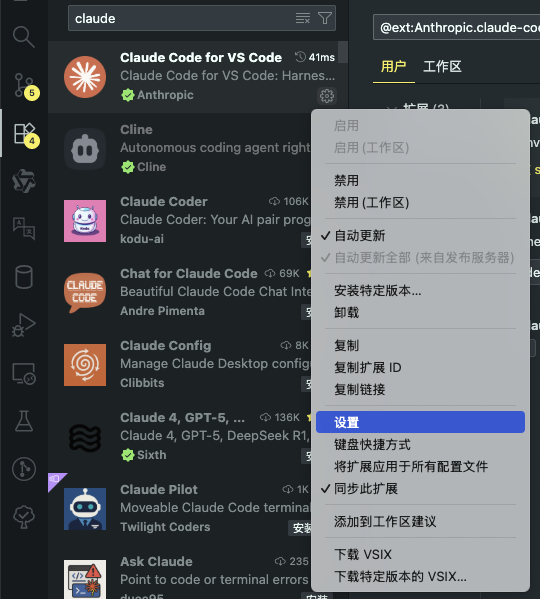 claude
5
4
Claude Code for VS Code
41ms
Claude Code for VS Code: Harnes...
Anthropic
Cline
Autonomous coding agent right
Cline
Claude Coder
106K
Claude Coder: Your AI pair prog
kodu-ai
Chat for Claude Code
69K
Beautiful Claude Code Chat Inte
Andre Pimenta
Claude Config
8K
Manage Claude Desktop config
Clibbits
Claude 4, GPT-5, ...
136K
Claude 4, GPT-5, DeepSeek R1,
Sixth
Claude Pilot
1K
Moveable Claude Code terminal
Twilight Coders
安装
Ask Claude
235
Point to code or terminal errors
CLAUDE
CODE
@ext:Anthropic.claude-co
用户
工作区
启用
启用 (工作区)
禁用
禁用 (工作区)
自动更新
自动更新全部 (来自发布服务器)
安装特定版本...
卸载
复制
复制扩展 ID
复制链接
设置
键盘快捷方式
将扩展应用于所有配置文件
同步此扩展
添加到工作区建议
下载 VSIX
下载特定版本的 VSIX...